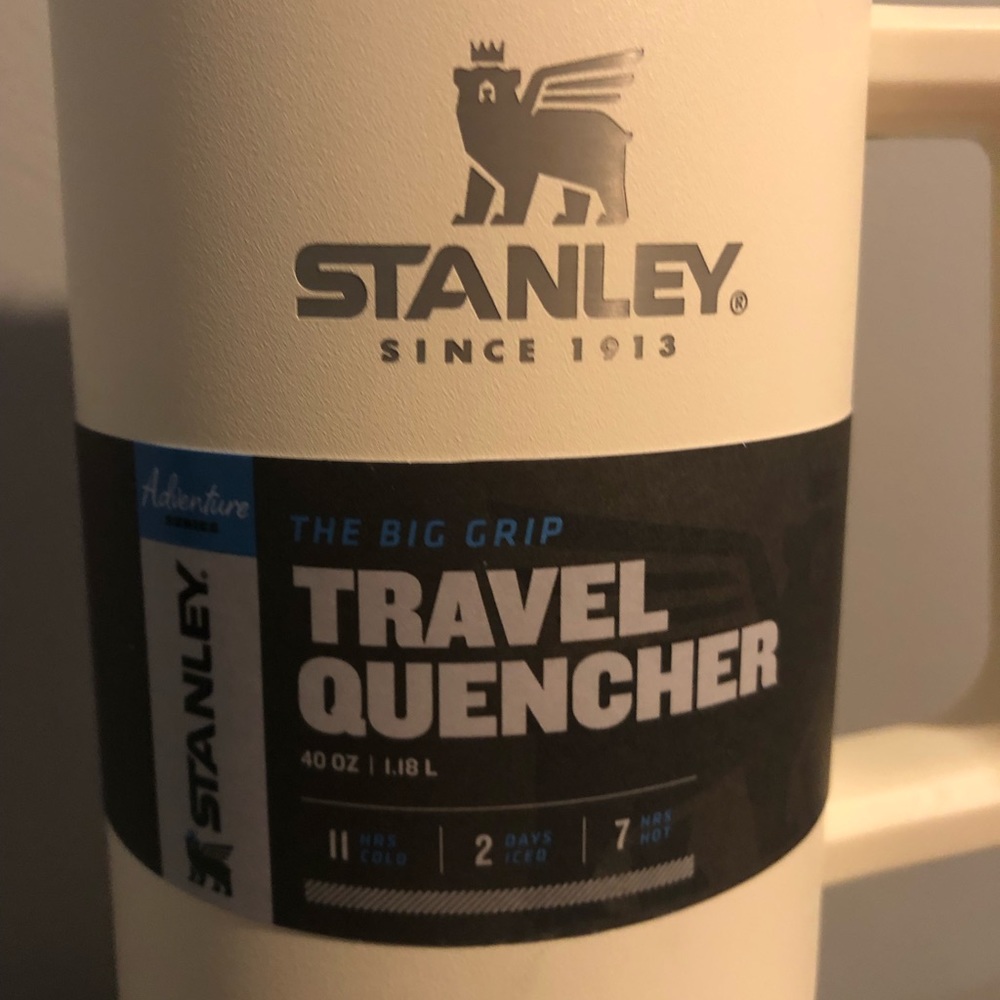 STANLEY®
SINCE 1913
Adventure
SERIES
STANLEY®
THE BIG GRIP
TRAVEL
QUENCHER
40 OZ | 1.18 L
11 HRS COLD
2 DAYS ICED
7 HRS HOT